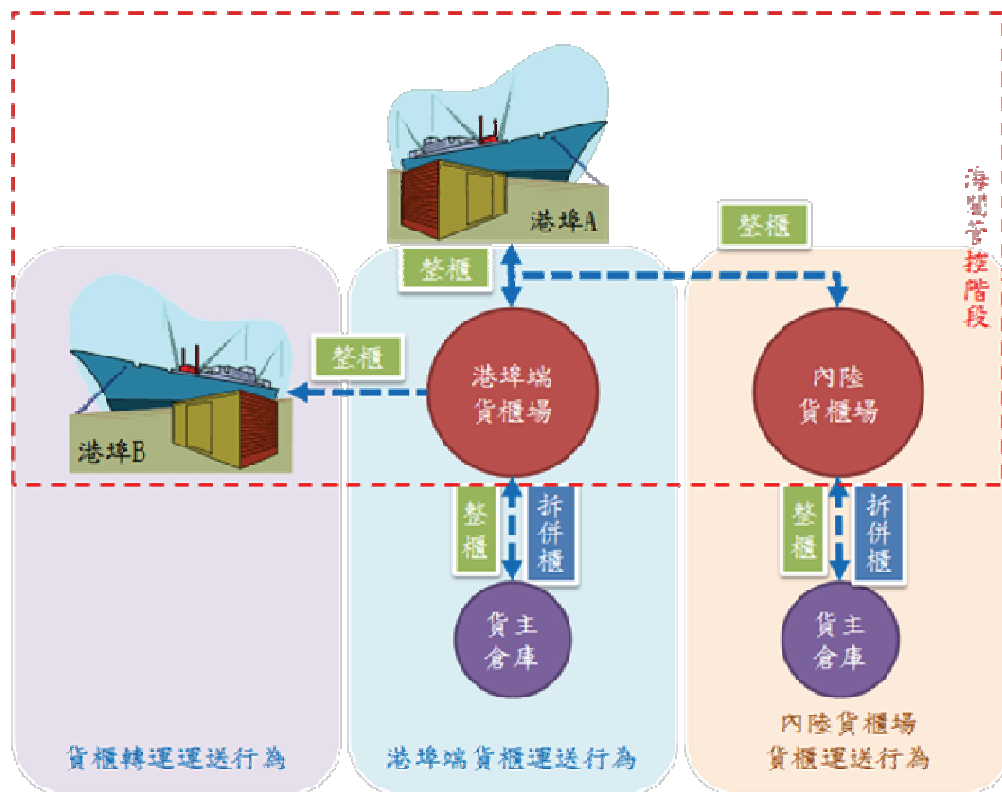 港埠A
整櫃
整櫃
海關管控階段
整櫃
港埠B
港埠端
貨櫃場
內陸
貨櫃場
整櫃
拆併櫃
整櫃
拆併櫃
貨主
倉庫
貨主
倉庫
貨櫃轉運運送行為
港埠端貨櫃運送行為
內陸貨櫃場
貨櫃運送行為